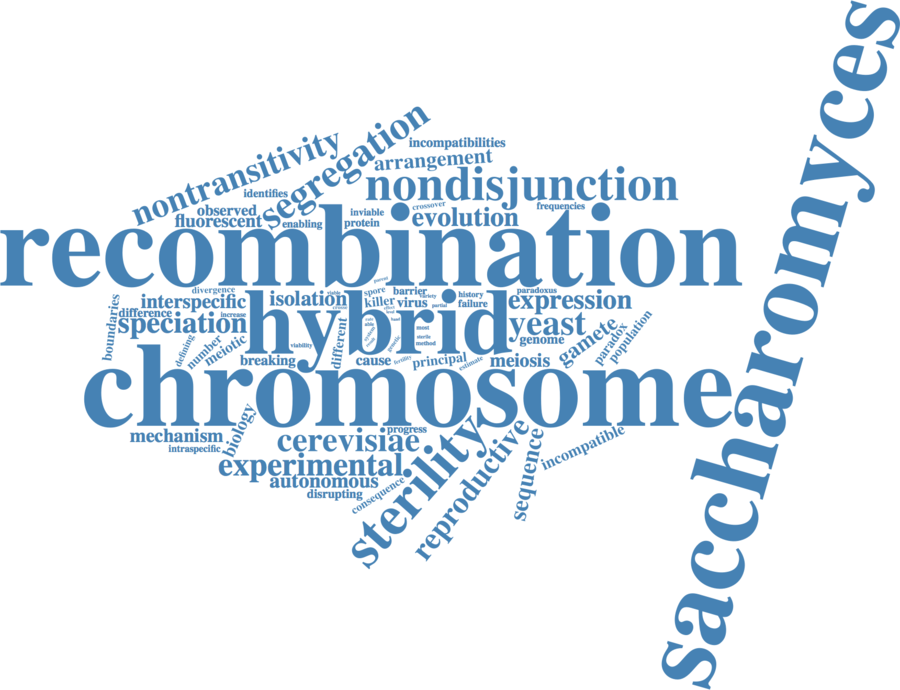 saccharomyces
incompatibilities
nontransitivity
segregation
arrangement
nondisjunction
identifies
observed
fluorescent
enabling
inviable
protein
crossover
evolution
frequencies
recombination
divergence
interspecific
isolation
spore
killer
barrier
virus
variety
partial
history
failure
paradoxus
expression
boundaries
difference
increase
speciation
hybrid
yeast
genome
gamete
paradox
population
defining
number
meiotic
viability
breaking
different
cause
fertility
principal
estimate
meiosis
most
sterile
method
chromosome
mechanism
intraspecific
biology
progress
cerevisiae
experimental
autonomous
disrupting
consequence
sterility
reproductive
sequence
incompatible